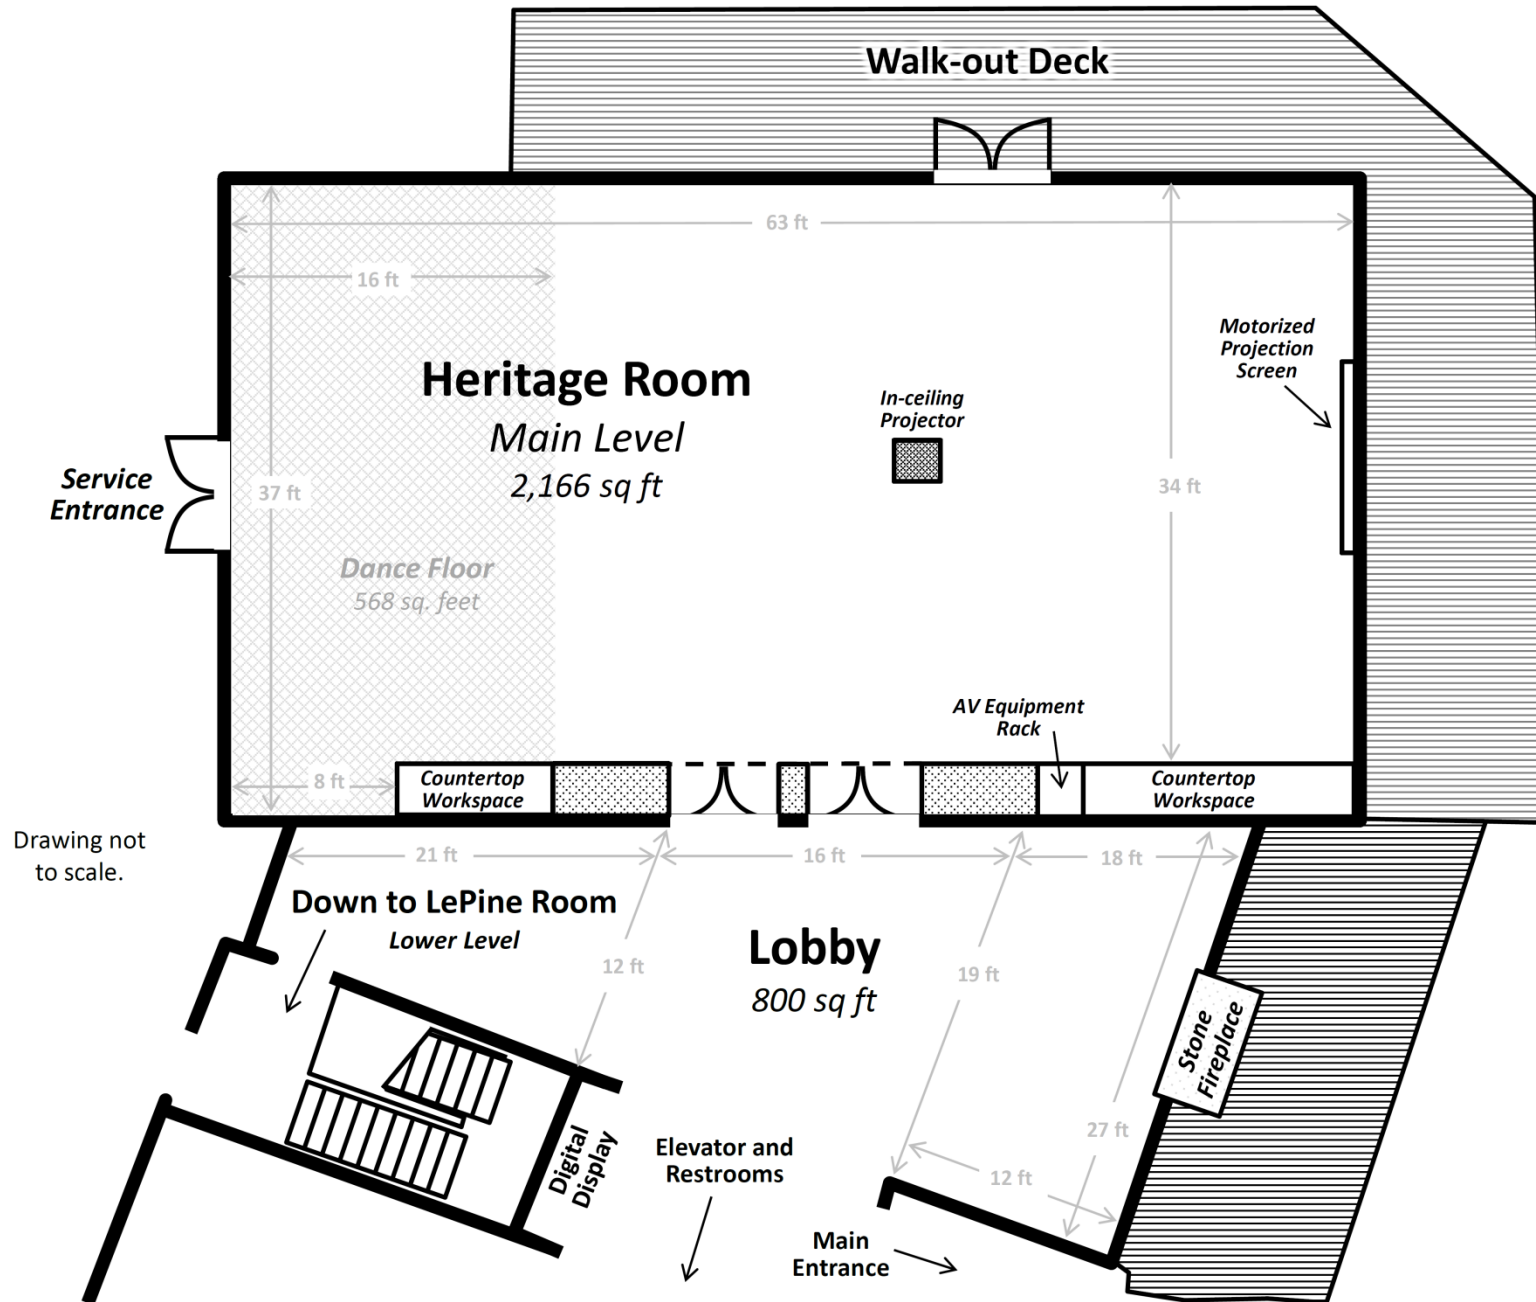 Walk-out Deck
63 ft
16 ft
Motorized
Projection
Screen
Heritage Room
Main Level
2,166 sq ft
In-ceiling
Projector
Service
Entrance
37 ft
34 ft
Dance Floor
568 sq. feet
AV Equipment
Rack
8 ft
Countertop
Workspace
Countertop
Workspace
Drawing not
to scale.
21 ft
16 ft
18 ft
Down to LePine Room
Lower Level
Lobby
800 sq ft
12 ft
19 ft
Stone
Fireplace
27 ft
Digital
Display
Elevator and
Restrooms
12 ft
Main
Entrance